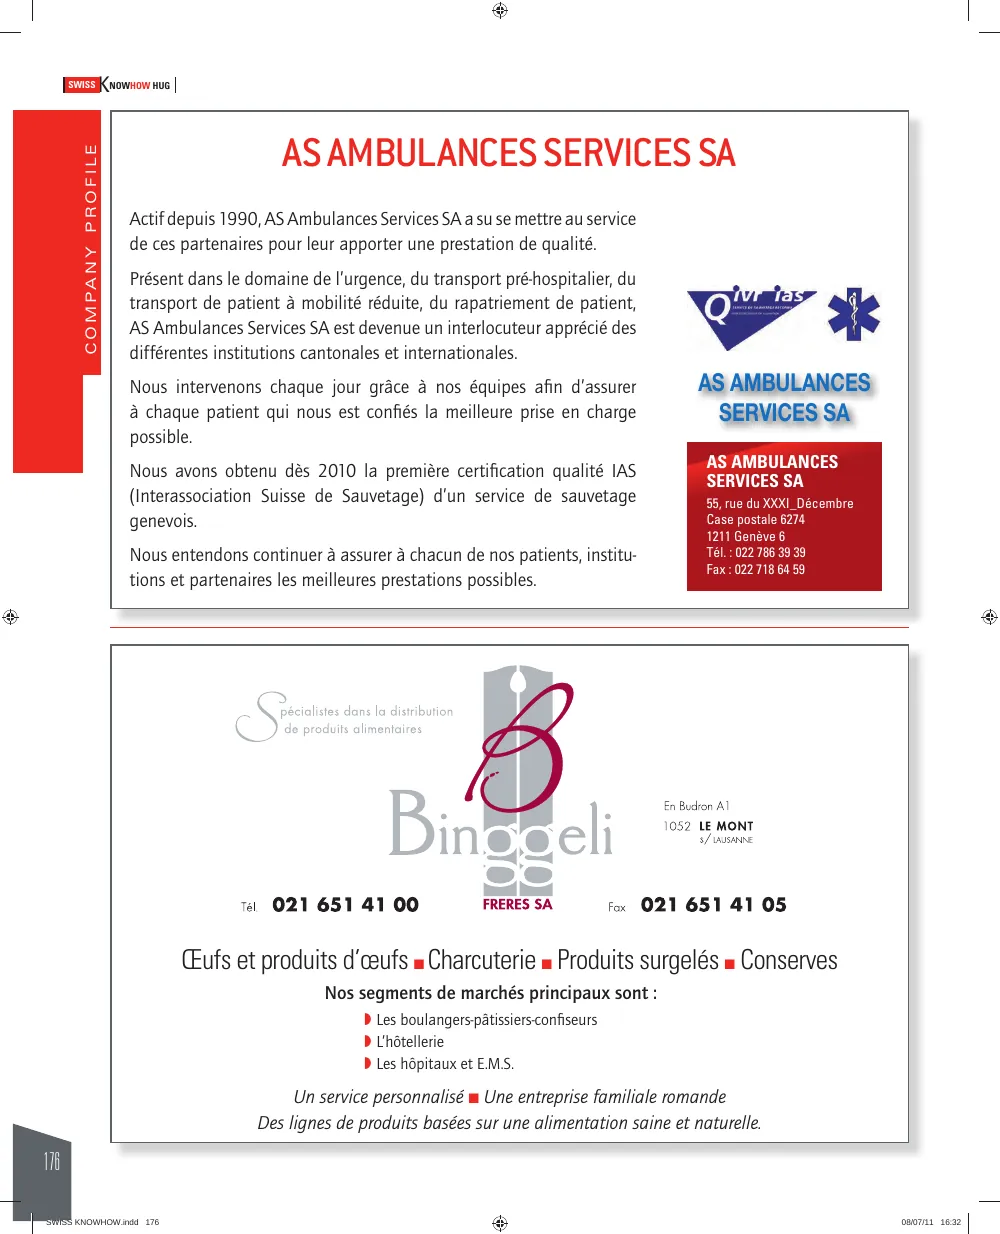 SWISS KNOWHOW HUG
COMPANY PROFILE
AS AMBULANCES SERVICES SA
Actif depuis 1990, AS Ambulances Services SA a su se mettre au service
de ces partenaires pour leur apporter une prestation de qualité.
Présent dans le domaine de l’urgence, du transport pré-hospitalier, du
transport de patient à mobilité réduite, du rapatriement de patient,
AS Ambulances Services SA est devenue un interlocuteur apprécié des
différentes institutions cantonales et internationales.
Nous intervenons chaque jour grâce à nos équipes afin d’assurer
à chaque patient qui nous est confiés la meilleure prise en charge
possible.
Nous avons obtenu dès 2010 la première certification qualité IAS
(Interassociation Suisse de Sauvetage) d’un service de sauvetage
genevois.
Nous entendons continuer à assurer à chacun de nos patients, institu-
tions et partenaires les meilleures prestations possibles.
Q ivr ias
AS AMBULANCES
SERVICES SA
AS AMBULANCES
SERVICES SA
55, rue du XXXI_Décembre
Case postale 6274
1211 Genève 6
Tél. : 022 786 39 39
Fax : 022 718 64 59
Spécialistes dans la distribution
de produits alimentaires
B
Binggeli
FRERES SA
En Budron A1
1052 LE MONT
s/LAUSANNE
Tél. 021 651 41 00
Fax 021 651 41 05
Œufs et produits d’œufs ■ Charcuterie ■ Produits surgelés ■ Conserves
Nos segments de marchés principaux sont :
◗ Les boulangers-pâtissiers-confiseurs
◗ L’hôtellerie
◗ Les hôpitaux et E.M.S.
Un service personnalisé ■ Une entreprise familiale romande
Des lignes de produits basées sur une alimentation saine et naturelle.
176
SWISS KNOWHOW.indd 176
08/07/11 16:32